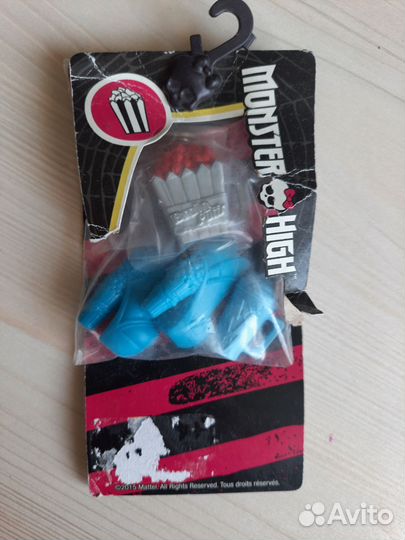 MONSTER HIGH
©2015 Mattel. All Rights Reserved. Tous droits réservés.
Avito